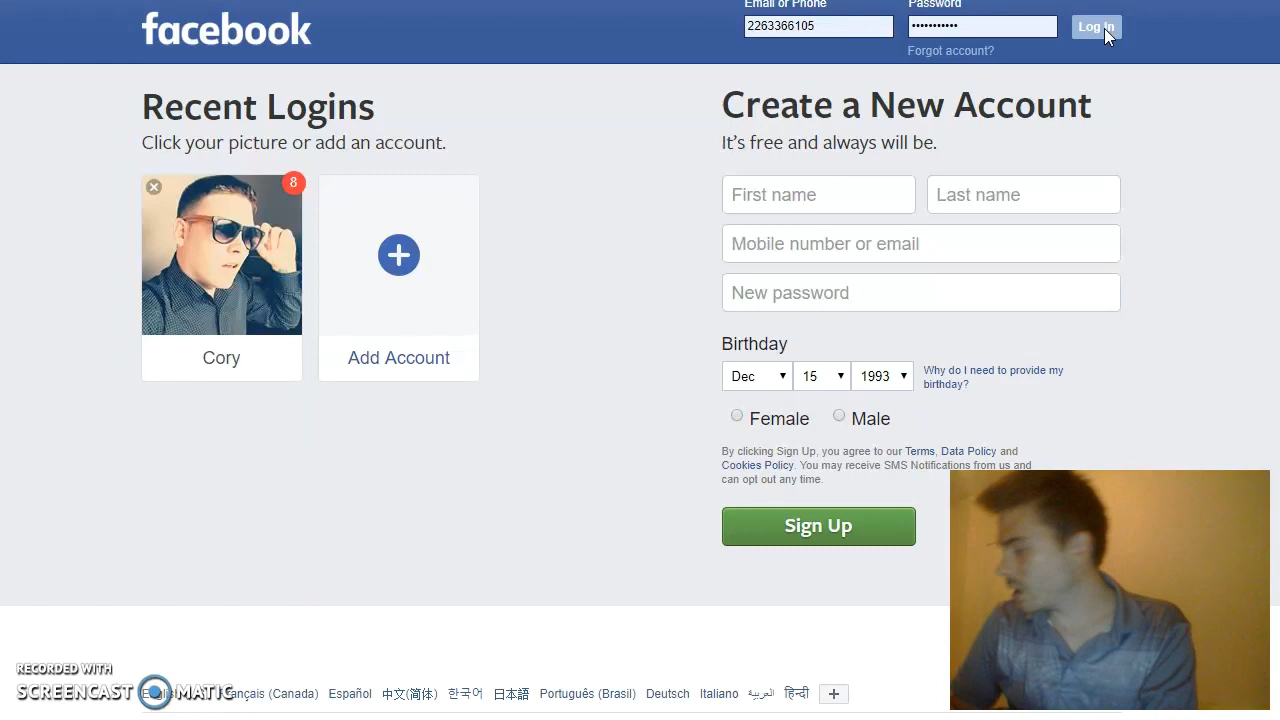 facebook
Email or Phone
Password
2263366105
•••••••••••
Log In
Forgot account?
Recent Logins
Click your picture or add an account.
8
Cory
Add Account
Create a New Account
It's free and always will be.
First name
Last name
Mobile number or email
New password
Birthday
Dec
15
1993
Why do I need to provide my
birthday?
Female
Male
By clicking Sign Up, you agree to our Terms, Data Policy and
Cookies Policy. You may receive SMS Notifications from us and
can opt out any time.
Sign Up
RECORDED WITH
SCREENCAST MATIC
Français (Canada) Español 中文(简体) 한국어 日本語 Português (Brasil) Deutsch Italiano العربية हिन्दी